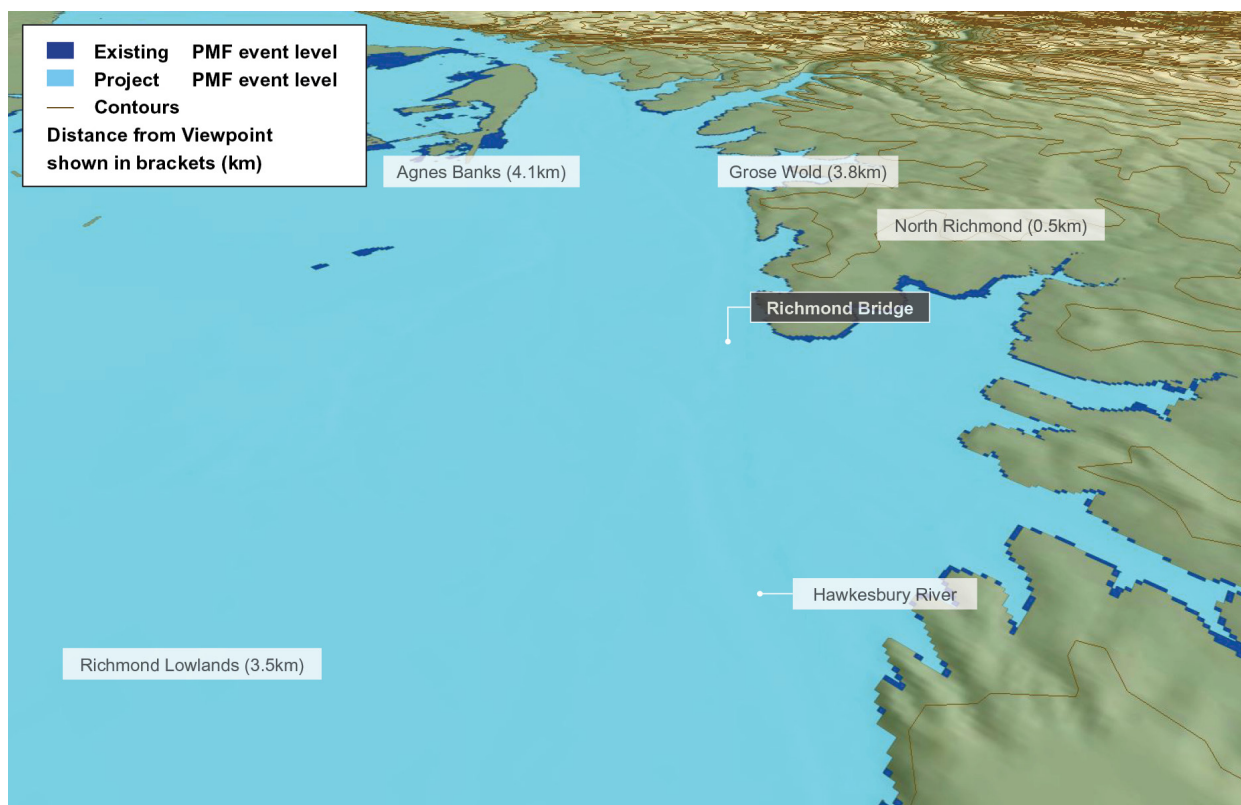 Existing PMF event level
Project PMF event level
Contours
Distance from Viewpoint
shown in brackets (km)
Agnes Banks (4.1km)
Grose Wold (3.8km)
North Richmond (0.5km)
Richmond Bridge
Hawkesbury River
Richmond Lowlands (3.5km)